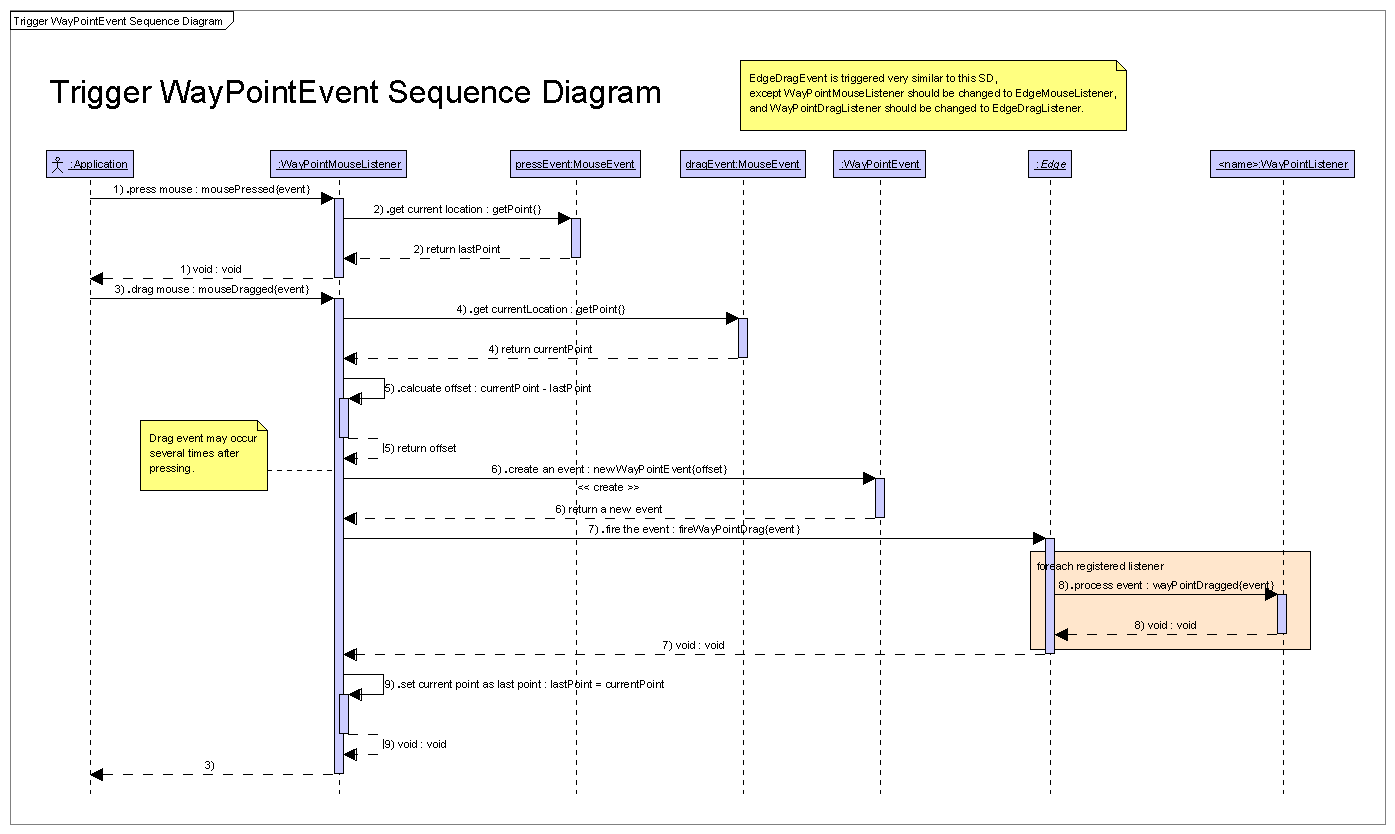 Trigger WayPointEvent Sequence Diagram
Trigger WayPointEvent Sequence Diagram
EdgeDragEvent is triggered very similar to this SD,
except WayPointMouseListener should be changed to EdgeMouseListener,
and WayPointDragListener should be changed to EdgeDragListener.
:Application
:WayPointMouseListener
pressEvent:MouseEvent
dragEvent:MouseEvent
:WayPointEvent
:Edge
<name>:WayPointListener
1) .press mouse : mousePressed{event}
2) .get current location : getPoint{}
2) return lastPoint
1) void : void
3) .drag mouse : mouseDragged{event}
4) .get currentLocation : getPoint{}
4) return currentPoint
5) .calcuate offset : currentPoint - lastPoint
Drag event may occur
several times after
pressing.
5) return offset
6) .create an event : newWayPointEvent{offset}
<< create >>
6) return a new event
7) .fire the event : fireWayPointDrag{event}
foreach registered listener
8) .process event : wayPointDragged{event}
8) void : void
7) void : void
9) .set current point as last point : lastPoint = currentPoint
9) void : void
3)